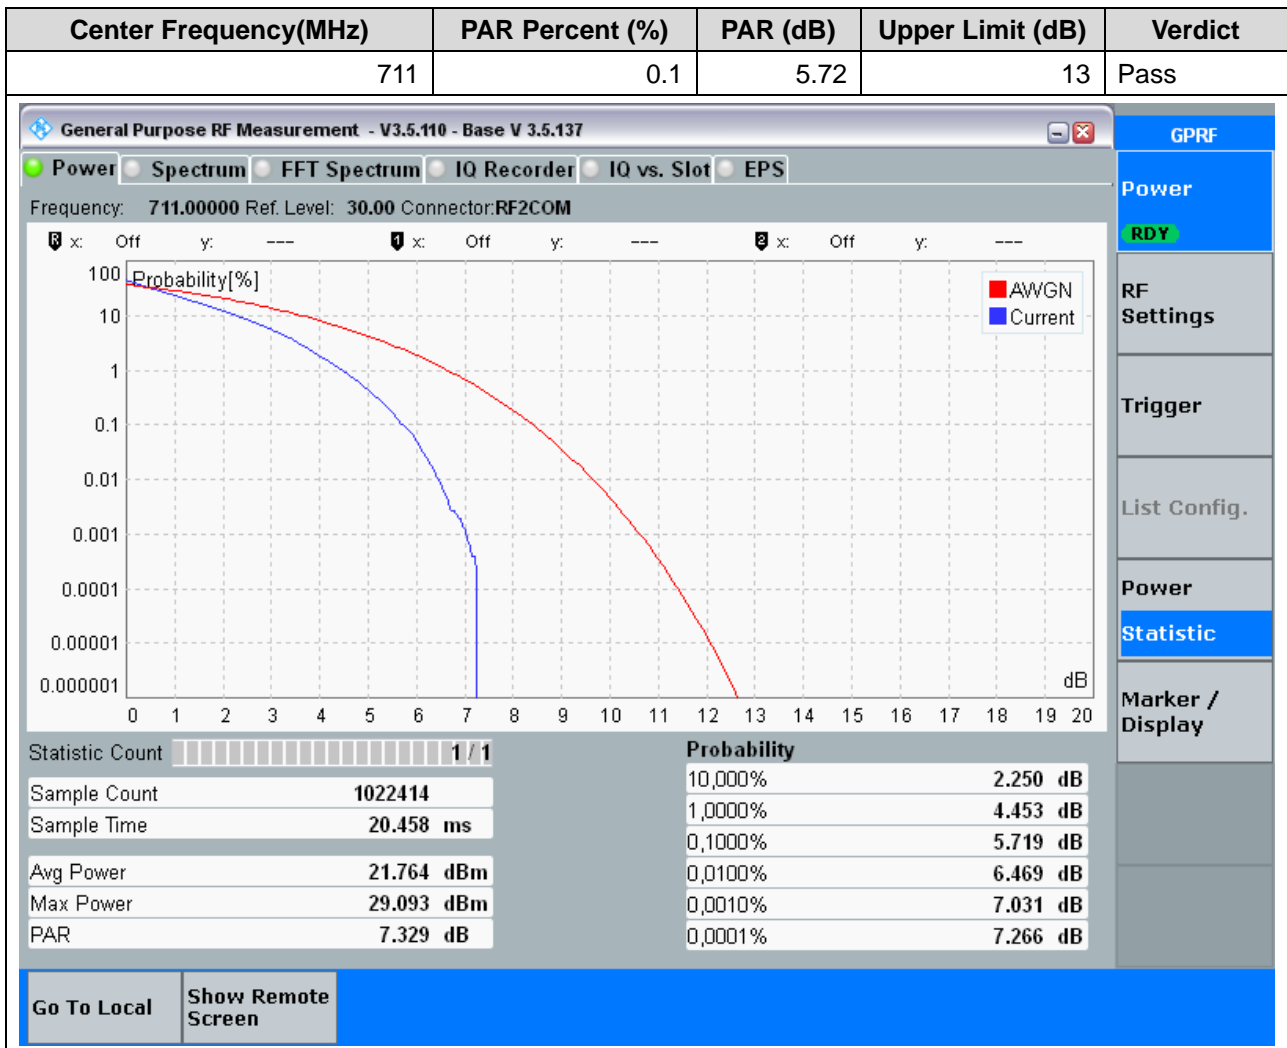 Center Frequency(MHz) PAR Percent (%) PAR (dB) Upper Limit (dB) Verdict
711 0.1 5.72 13 Pass
General Purpose RF Measurement - V3.5.110 - Base V 3.5.137
GPRF
Power Spectrum FFT Spectrum IQ Recorder IQ vs. Slot EPS
Frequency: 711.00000 Ref. Level: 30.00 Connector:RF2COM
R x: Off y: --- 1 x: Off y: --- 2 x: Off y: ---
Probability[%]
AWGN
Current
100
10
1
0.1
0.01
0.001
0.0001
0.00001
0.000001
dB
0 1 2 3 4 5 6 7 8 9 10 11 12 13 14 15 16 17 18 19 20
Statistic Count 1 / 1
Sample Count 1022414
Sample Time 20.458 ms
Avg Power 21.764 dBm
Max Power 29.093 dBm
PAR 7.329 dB
Probability
10,000% 2.250 dB
1,0000% 4.453 dB
0,1000% 5.719 dB
0,0100% 6.469 dB
0,0010% 7.031 dB
0,0001% 7.266 dB
Power
RDY
RF
Settings
Trigger
List Config.
Power
Statistic
Marker /
Display
Go To Local
Show Remote
Screen